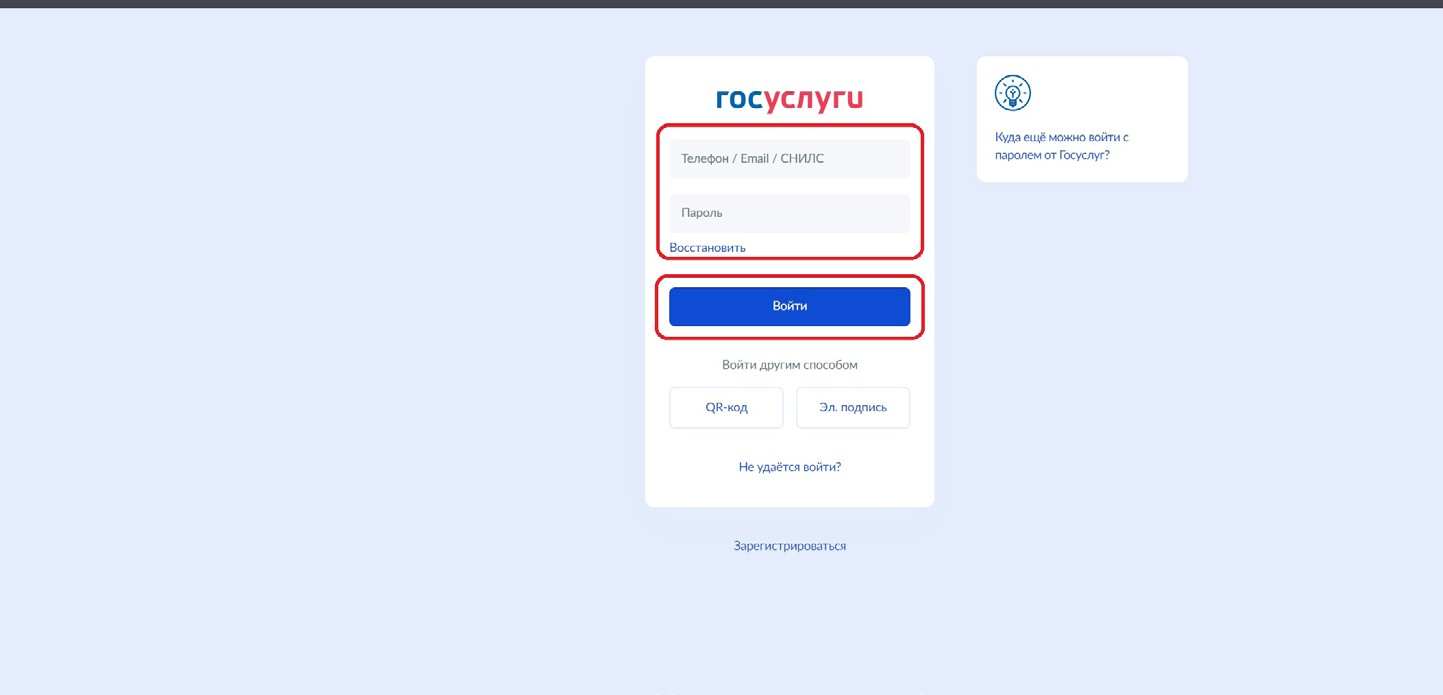 госуслуги
Телефон / Email / СНИЛС
Пароль
Восстановить
Войти
Войти другим способом
QR-код
Эл. подпись
Не удаётся войти?
Зарегистрироваться
Куда ещё можно войти с
паролем от Госуслуг?